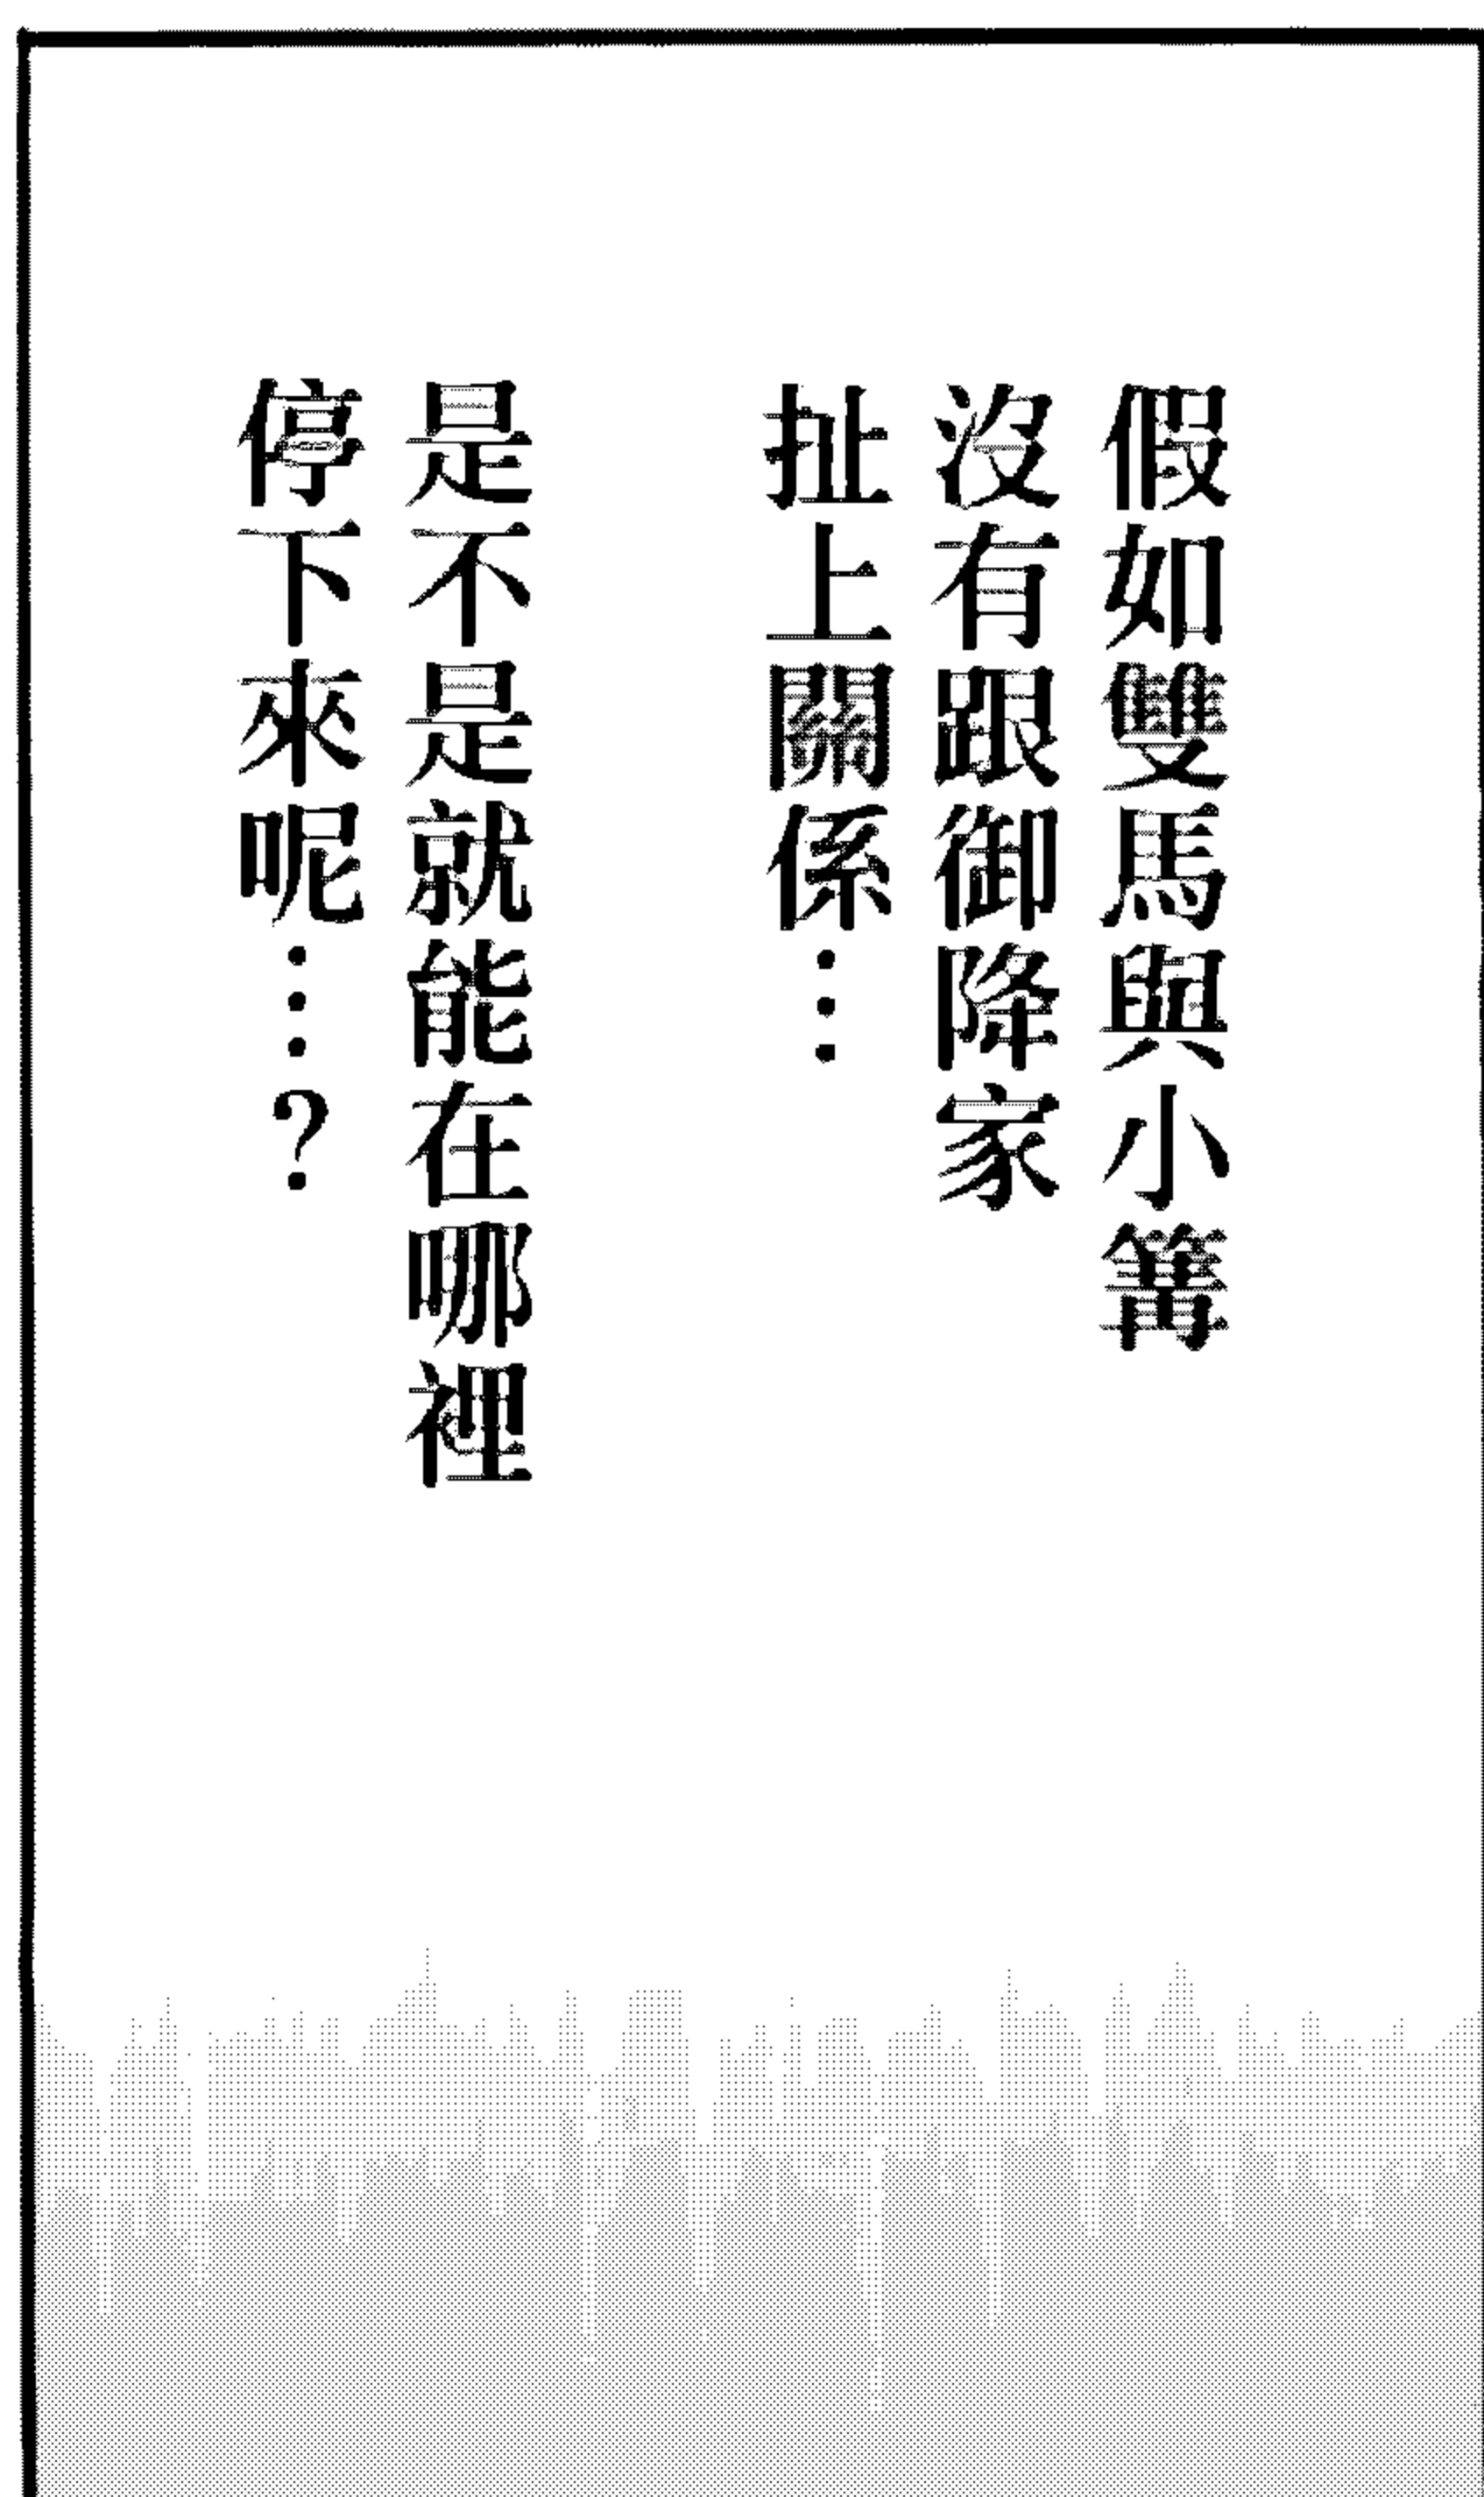 假如雙馬與小篝
沒有跟御降家
扯上關係…
是不是就能在哪裡
停下來呢…？